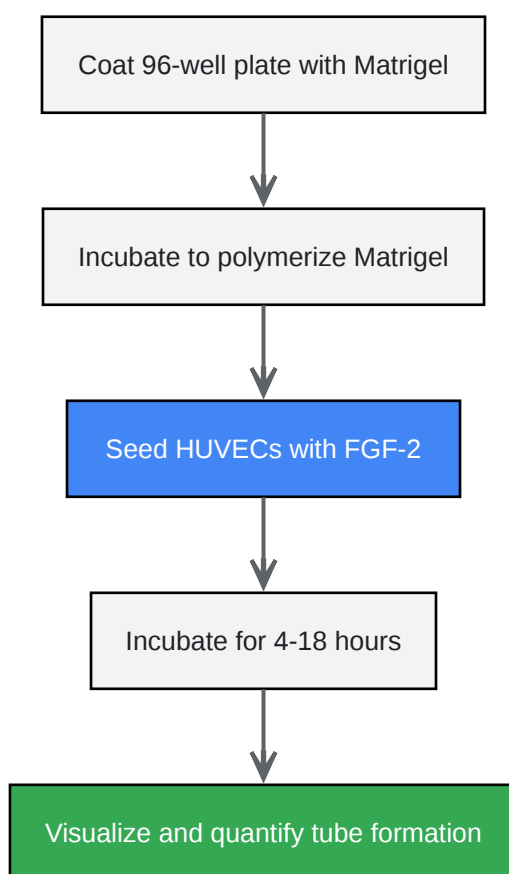 Coat 96-well plate with Matrigel
Incubate to polymerize Matrigel
Seed HUVECs with FGF-2
Incubate for 4-18 hours
Visualize and quantify tube formation